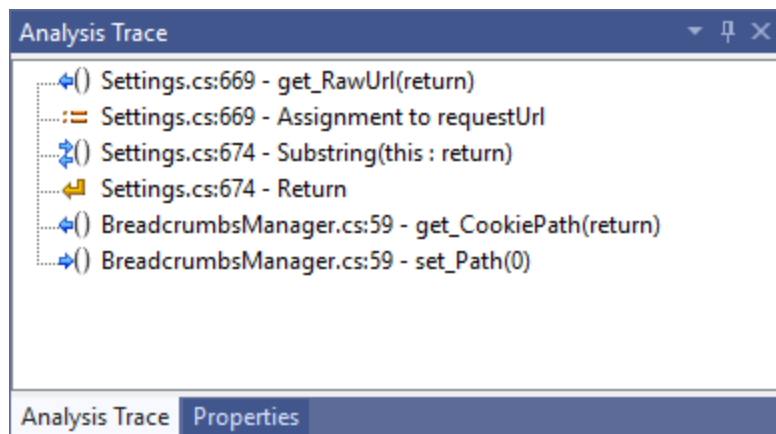 Analysis Trace
() Settings.cs:669 - get_RawUrl(return)
:= Settings.cs:669 - Assignment to requestUrl
() Settings.cs:674 - Substring(this : return)
Settings.cs:674 - Return
() BreadcrumbsManager.cs:59 - get_CookiePath(return)
() BreadcrumbsManager.cs:59 - set_Path(0)
Analysis Trace Properties